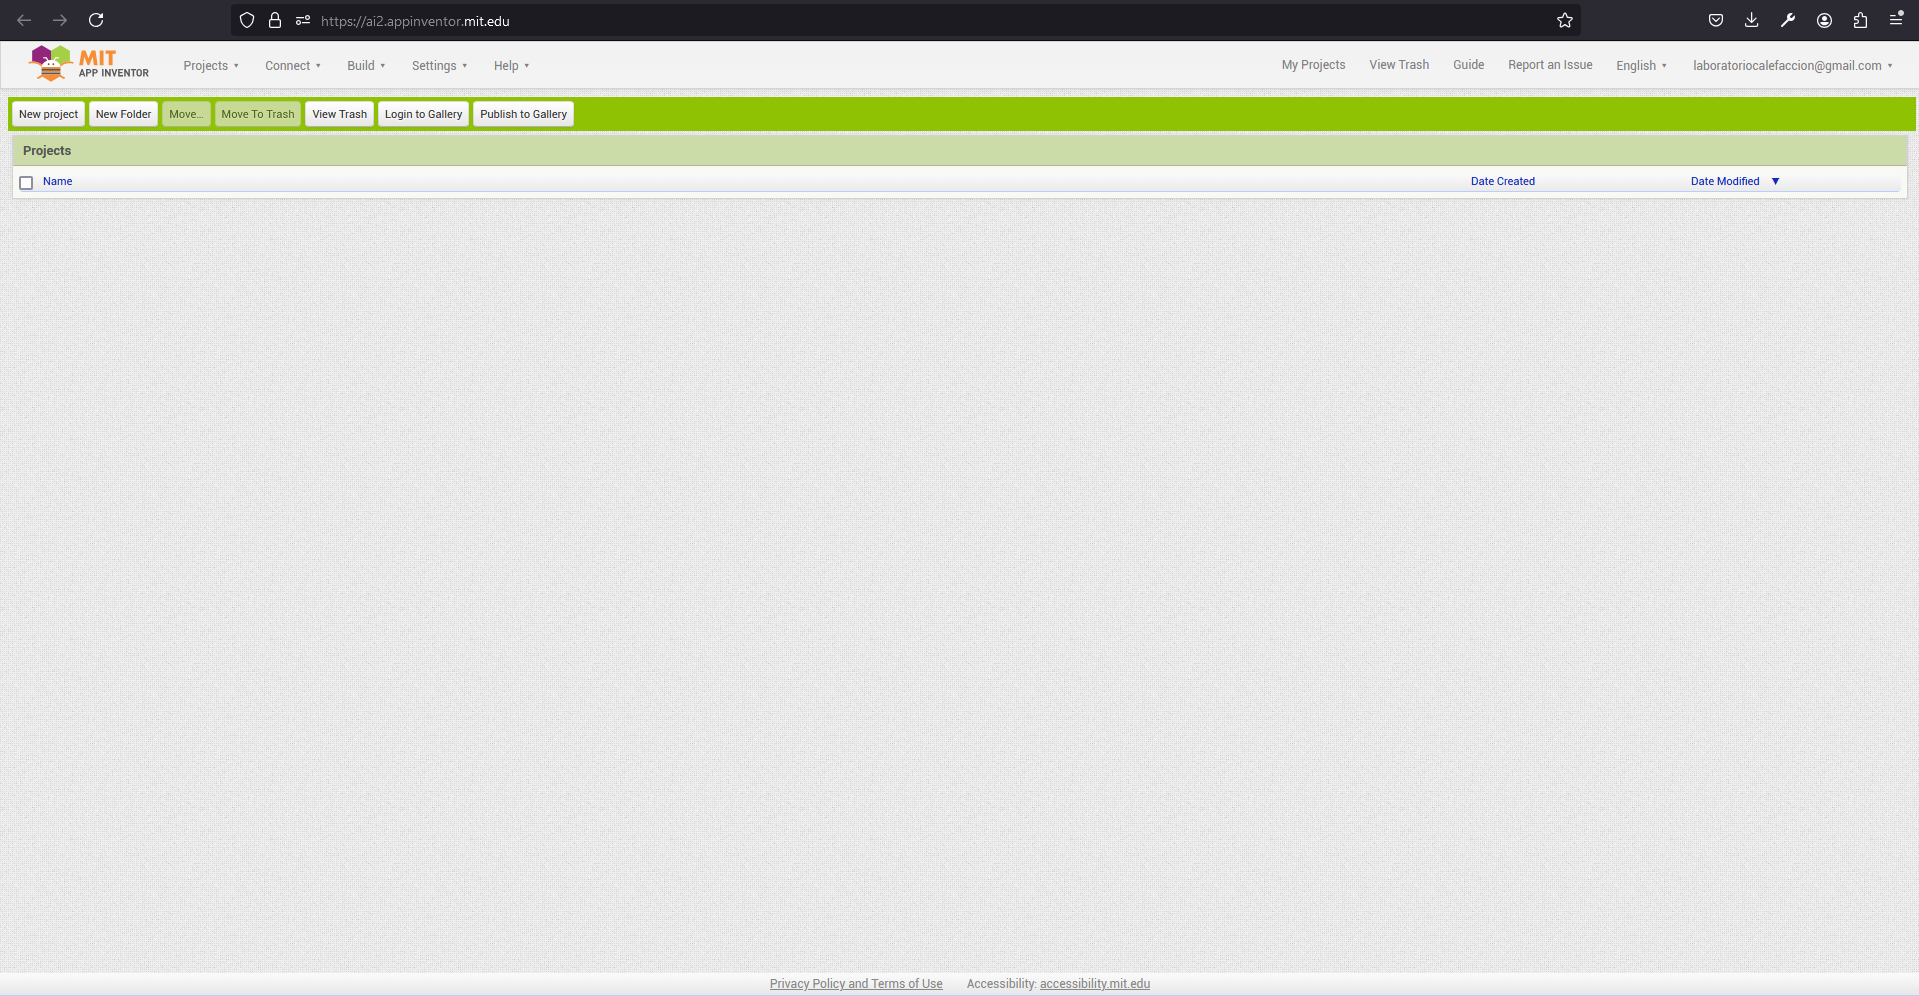 https://ai2.appinventor.mit.edu
MIT
APP INVENTOR
Projects Connect Build Settings Help My Projects View Trash Guide Report an Issue English laboratoriocalefaccion@gmail.com
New project New Folder Move... Move To Trash View Trash Login to Gallery Publish to Gallery
Projects
Name Date Created Date Modified
Privacy Policy and Terms of Use Accessibility: accessibility.mit.edu